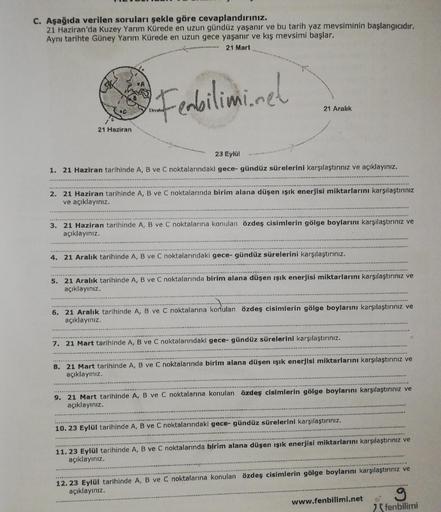 C. Aşağıda verilen soruları şekle göre cevaplandırınız.
21 Haziran'da Kuzey Yarım Kürede en uzun gündüz yaşanır ve bu tarih yaz mevsiminin başlangıcıdır.
Aynı tarihte Güney Yarım Kürede en uzun gece yaşanır ve kış mevsimi başlar.
21 Mart
A
B
C
Ekvator
Fenbilimi.net
21 Aralık
21 Haziran
23 Eylül
1. 21 Haziran tarihinde A, B ve C noktalarındaki gece- gündüz sürelerini karşılaştırınız ve açıklayınız.
2. 21 Haziran tarihinde A, B ve C noktalarında birim alana düşen ışık enerjisi miktarlarını karşılaştırınız
ve açıklayınız.
3. 21 Haziran tarihinde A, B ve C noktalarına konulan özdeş cisimlerin gölge boylarını karşılaştırınız ve
açıklayınız.
4. 21 Aralık tarihinde A, B ve C noktalarındaki gece- gündüz sürelerini karşılaştırınız.
5. 21 Aralık tarihinde A, B ve C noktalarında birim alana düşen ışık enerjisi miktarlarını karşılaştırınız ve
açıklayınız.
6. 21 Aralık tarihinde A, B ve C noktalarına konulan özdeş cisimlerin gölge boylarını karşılaştırınız ve
açıklayınız.
7. 21 Mart tarihinde A, B ve C noktalarındaki gece- gündüz sürelerini karşılaştırınız.
8. 21 Mart tarihinde A, B ve C noktalarında birim alana düşen ışık enerjisi miktarlarını karşılaştırınız ve
açıklayınız.
9. 21 Mart tarihinde A, B ve C noktalarına konulan özdeş cisimlerin gölge boylarını karşılaştırınız ve
açıklayınız.
10. 23 Eylül tarihinde A, B ve C noktalarındaki gece- gündüz sürelerini karşılaştırınız.
11. 23 Eylül tarihinde A, B ve C noktalarında birim alana düşen ışık enerjisi miktarlarını karşılaştırınız ve
açıklayınız.
12. 23 Eylül tarihinde A, B ve C noktalarına konulan özdeş cisimlerin gölge boylarını karşılaştırınız ve
açıklayınız.
www.fenbilimi.net
9
fenbilimi